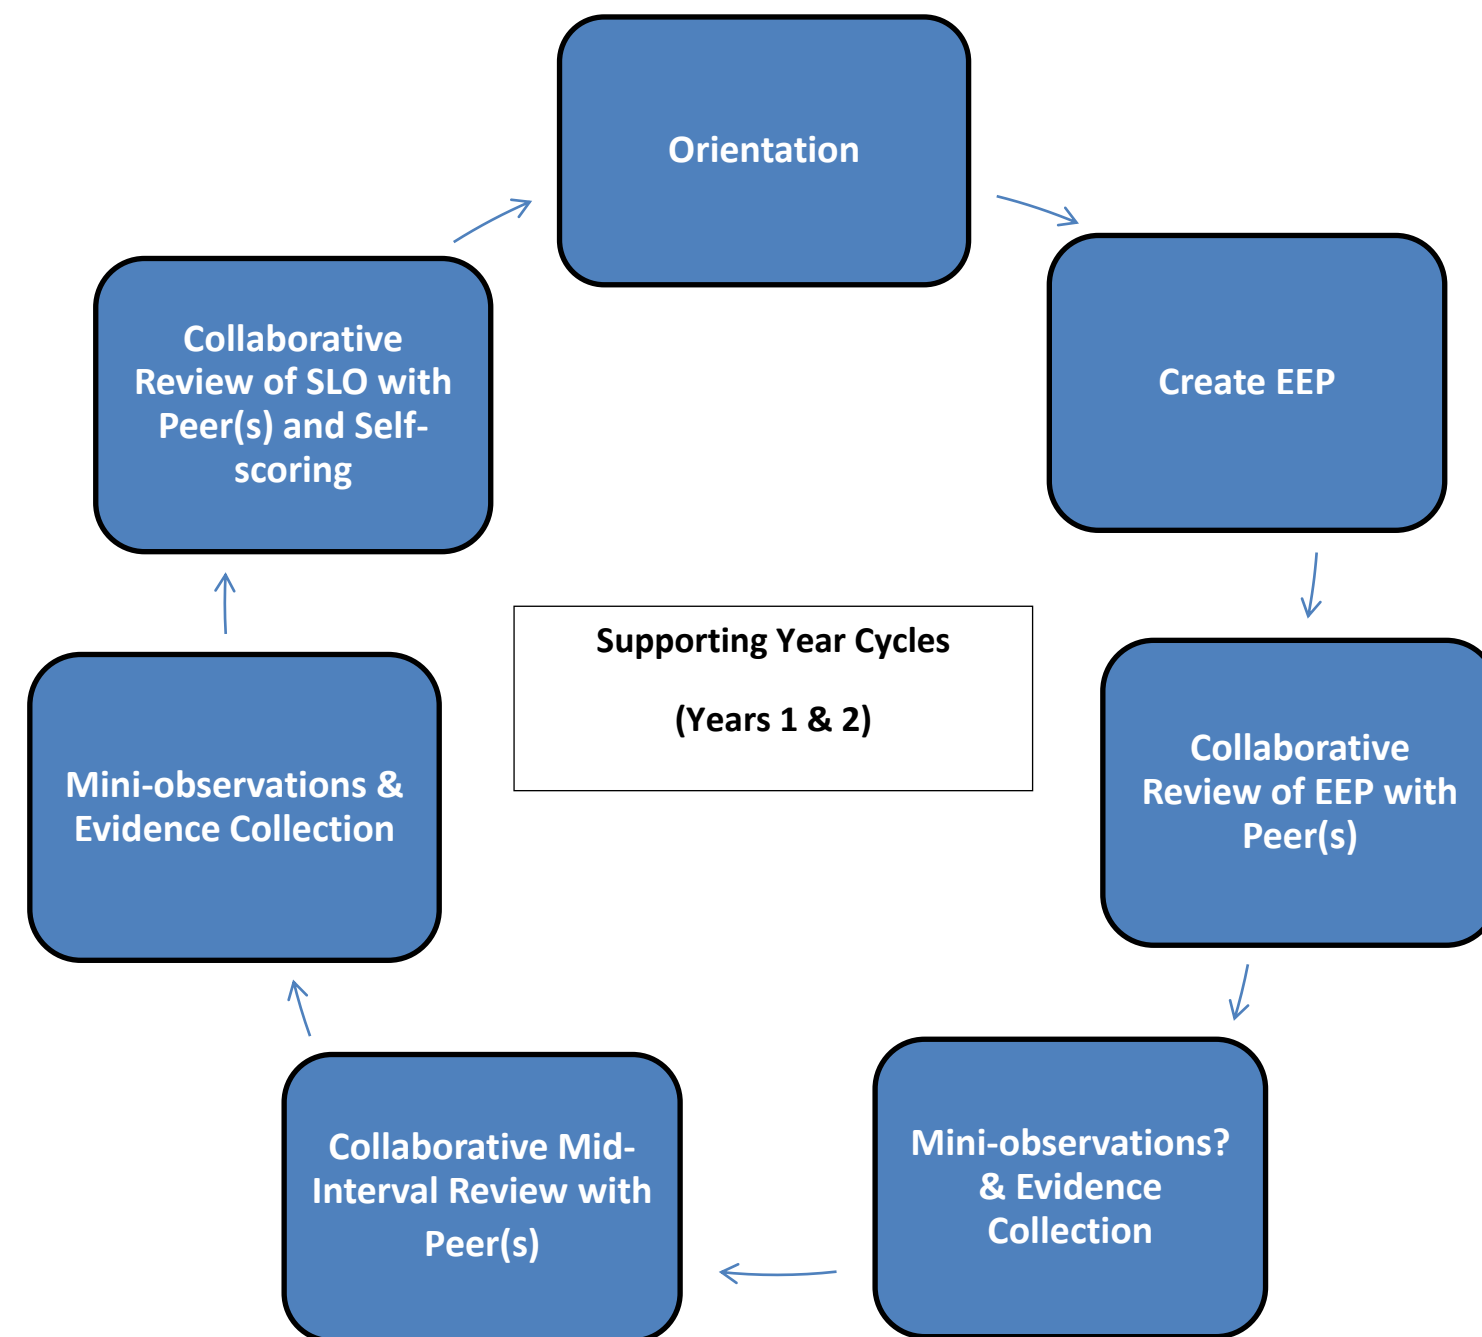 Orientation
Create EEP
Collaborative
Review of EEP with
Peer(s)
Mini-observations?
& Evidence
Collection
Collaborative Mid-
Interval Review with
Peer(s)
Mini-observations &
Evidence Collection
Collaborative
Review of SLO with
Peer(s) and Self-
scoring
Supporting Year Cycles
(Years 1 & 2)